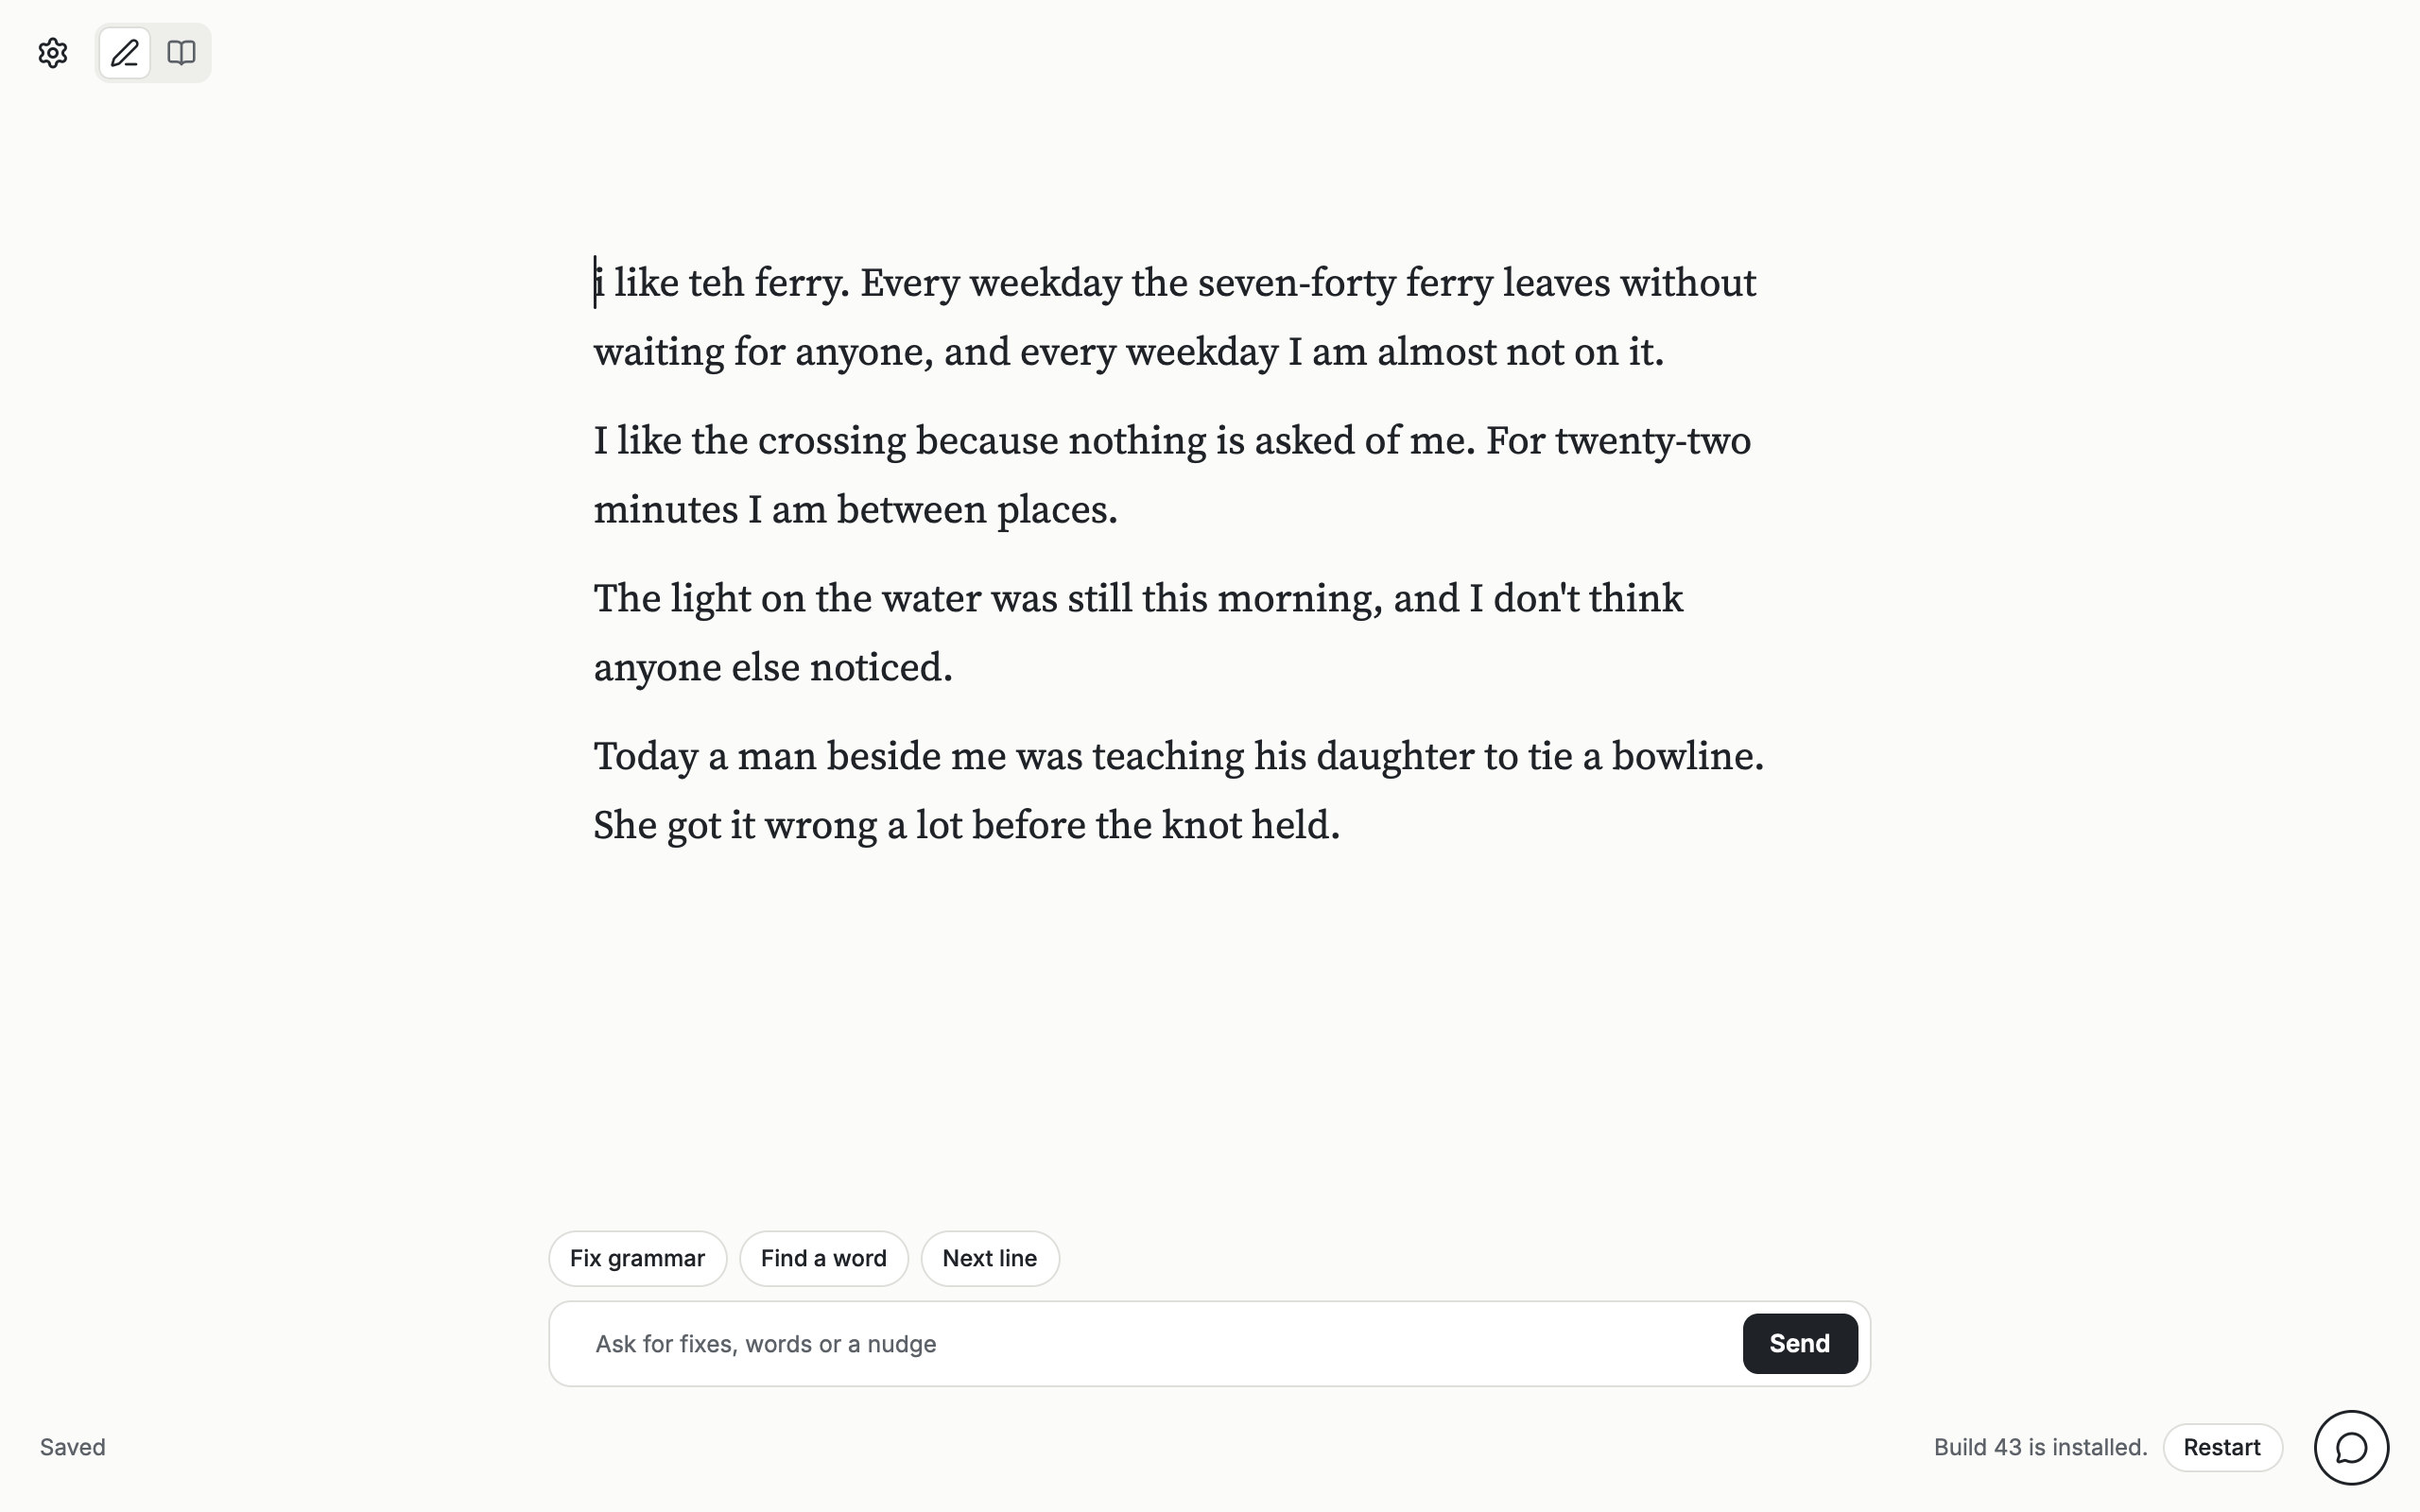 i like teh ferry. Every weekday the seven-forty ferry leaves without
waiting for anyone, and every weekday I am almost not on it.
I like the crossing because nothing is asked of me. For twenty-two
minutes I am between places.
The light on the water was still this morning, and I don't think
anyone else noticed.
Today a man beside me was teaching his daughter to tie a bowline.
She got it wrong a lot before the knot held.
Fix grammar
Find a word
Next line
Ask for fixes, words or a nudge
Send
Saved
Build 43 is installed.
Restart